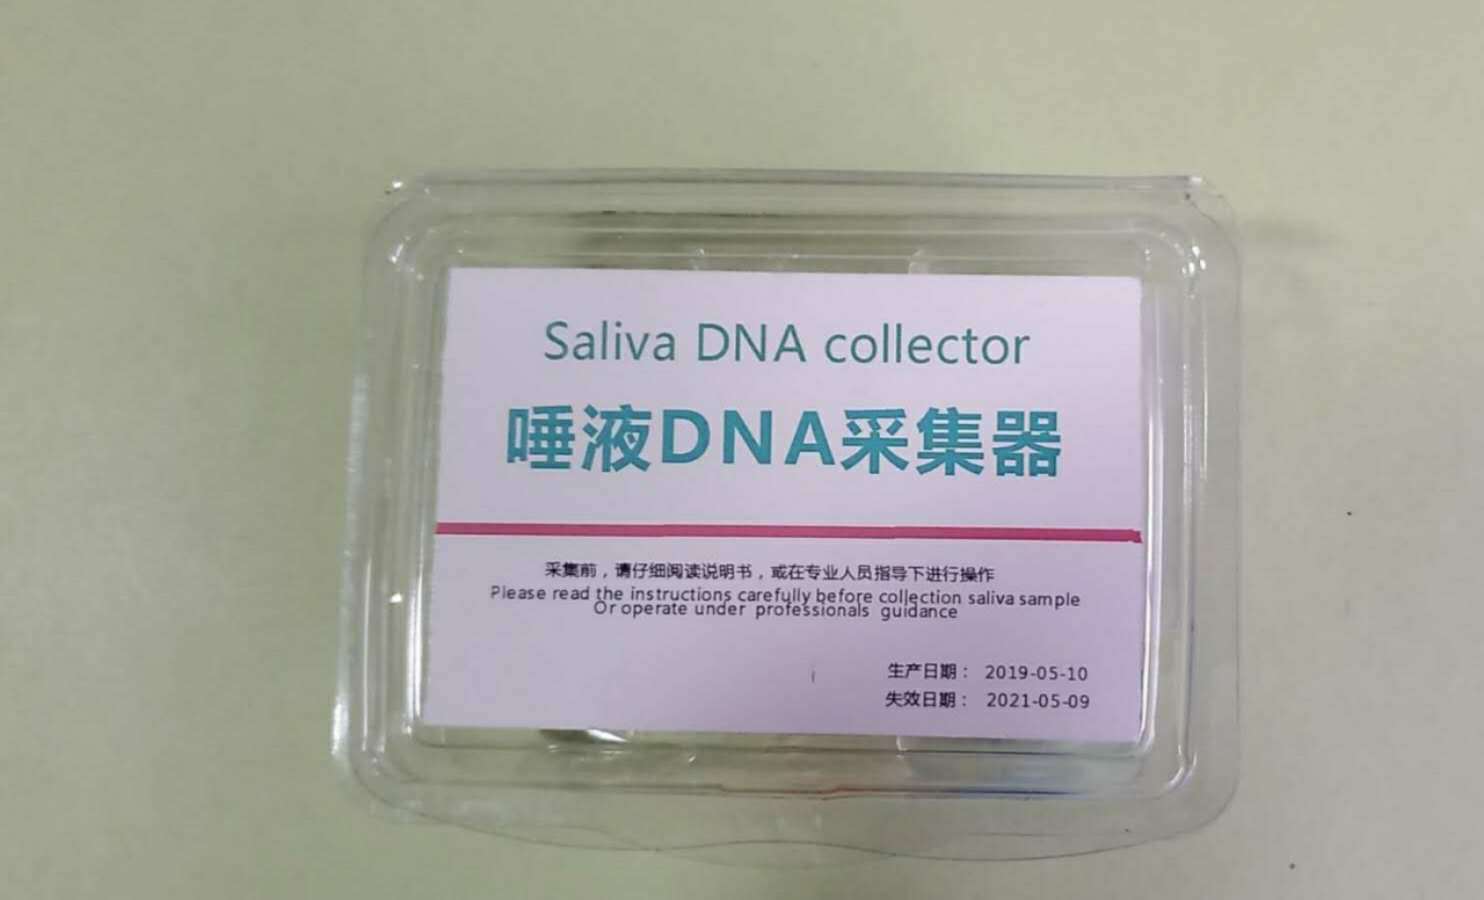 Saliva DNA collector
唾液DNA采集器
采集前，请仔细阅读说明书，或在专业人员指导下进行操作
Please read the instructions carefully before collection saliva sample
Or operate under professionals guidance
生产日期： 2019-05-10
失效日期： 2021-05-09